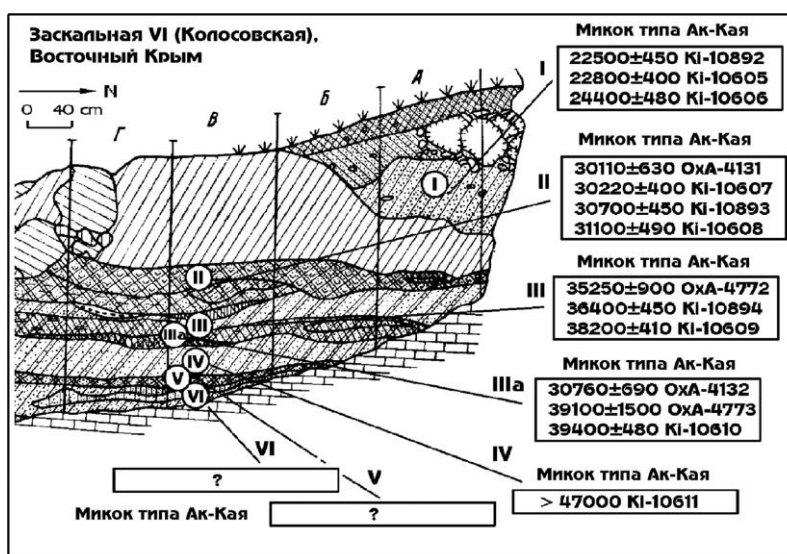 Заскальная VI (Колосовская),
Восточный Крым
N
0 40 cm
Г
В
Б
А
I
II
III
IIIа
IV
V
VI
Микок типа Ак-Кая
I
22500±450 Ki-10892
22800±400 Ki-10605
24400±480 Ki-10606
Микок типа Ак-Кая
II
30110±630 OxA-4131
30220±400 Ki-10607
30700±450 Ki-10893
31100±490 Ki-10608
Микок типа Ак-Кая
III
35250±900 OxA-4772
36400±450 Ki-10894
38200±410 Ki-10609
Микок типа Ак-Кая
IIIа
30760±690 OxA-4132
39100±1500 OxA-4773
39400±480 Ki-10610
IV
Микок типа Ак-Кая
> 47000 Ki-10611
VI
?
V
Микок типа Ак-Кая
?